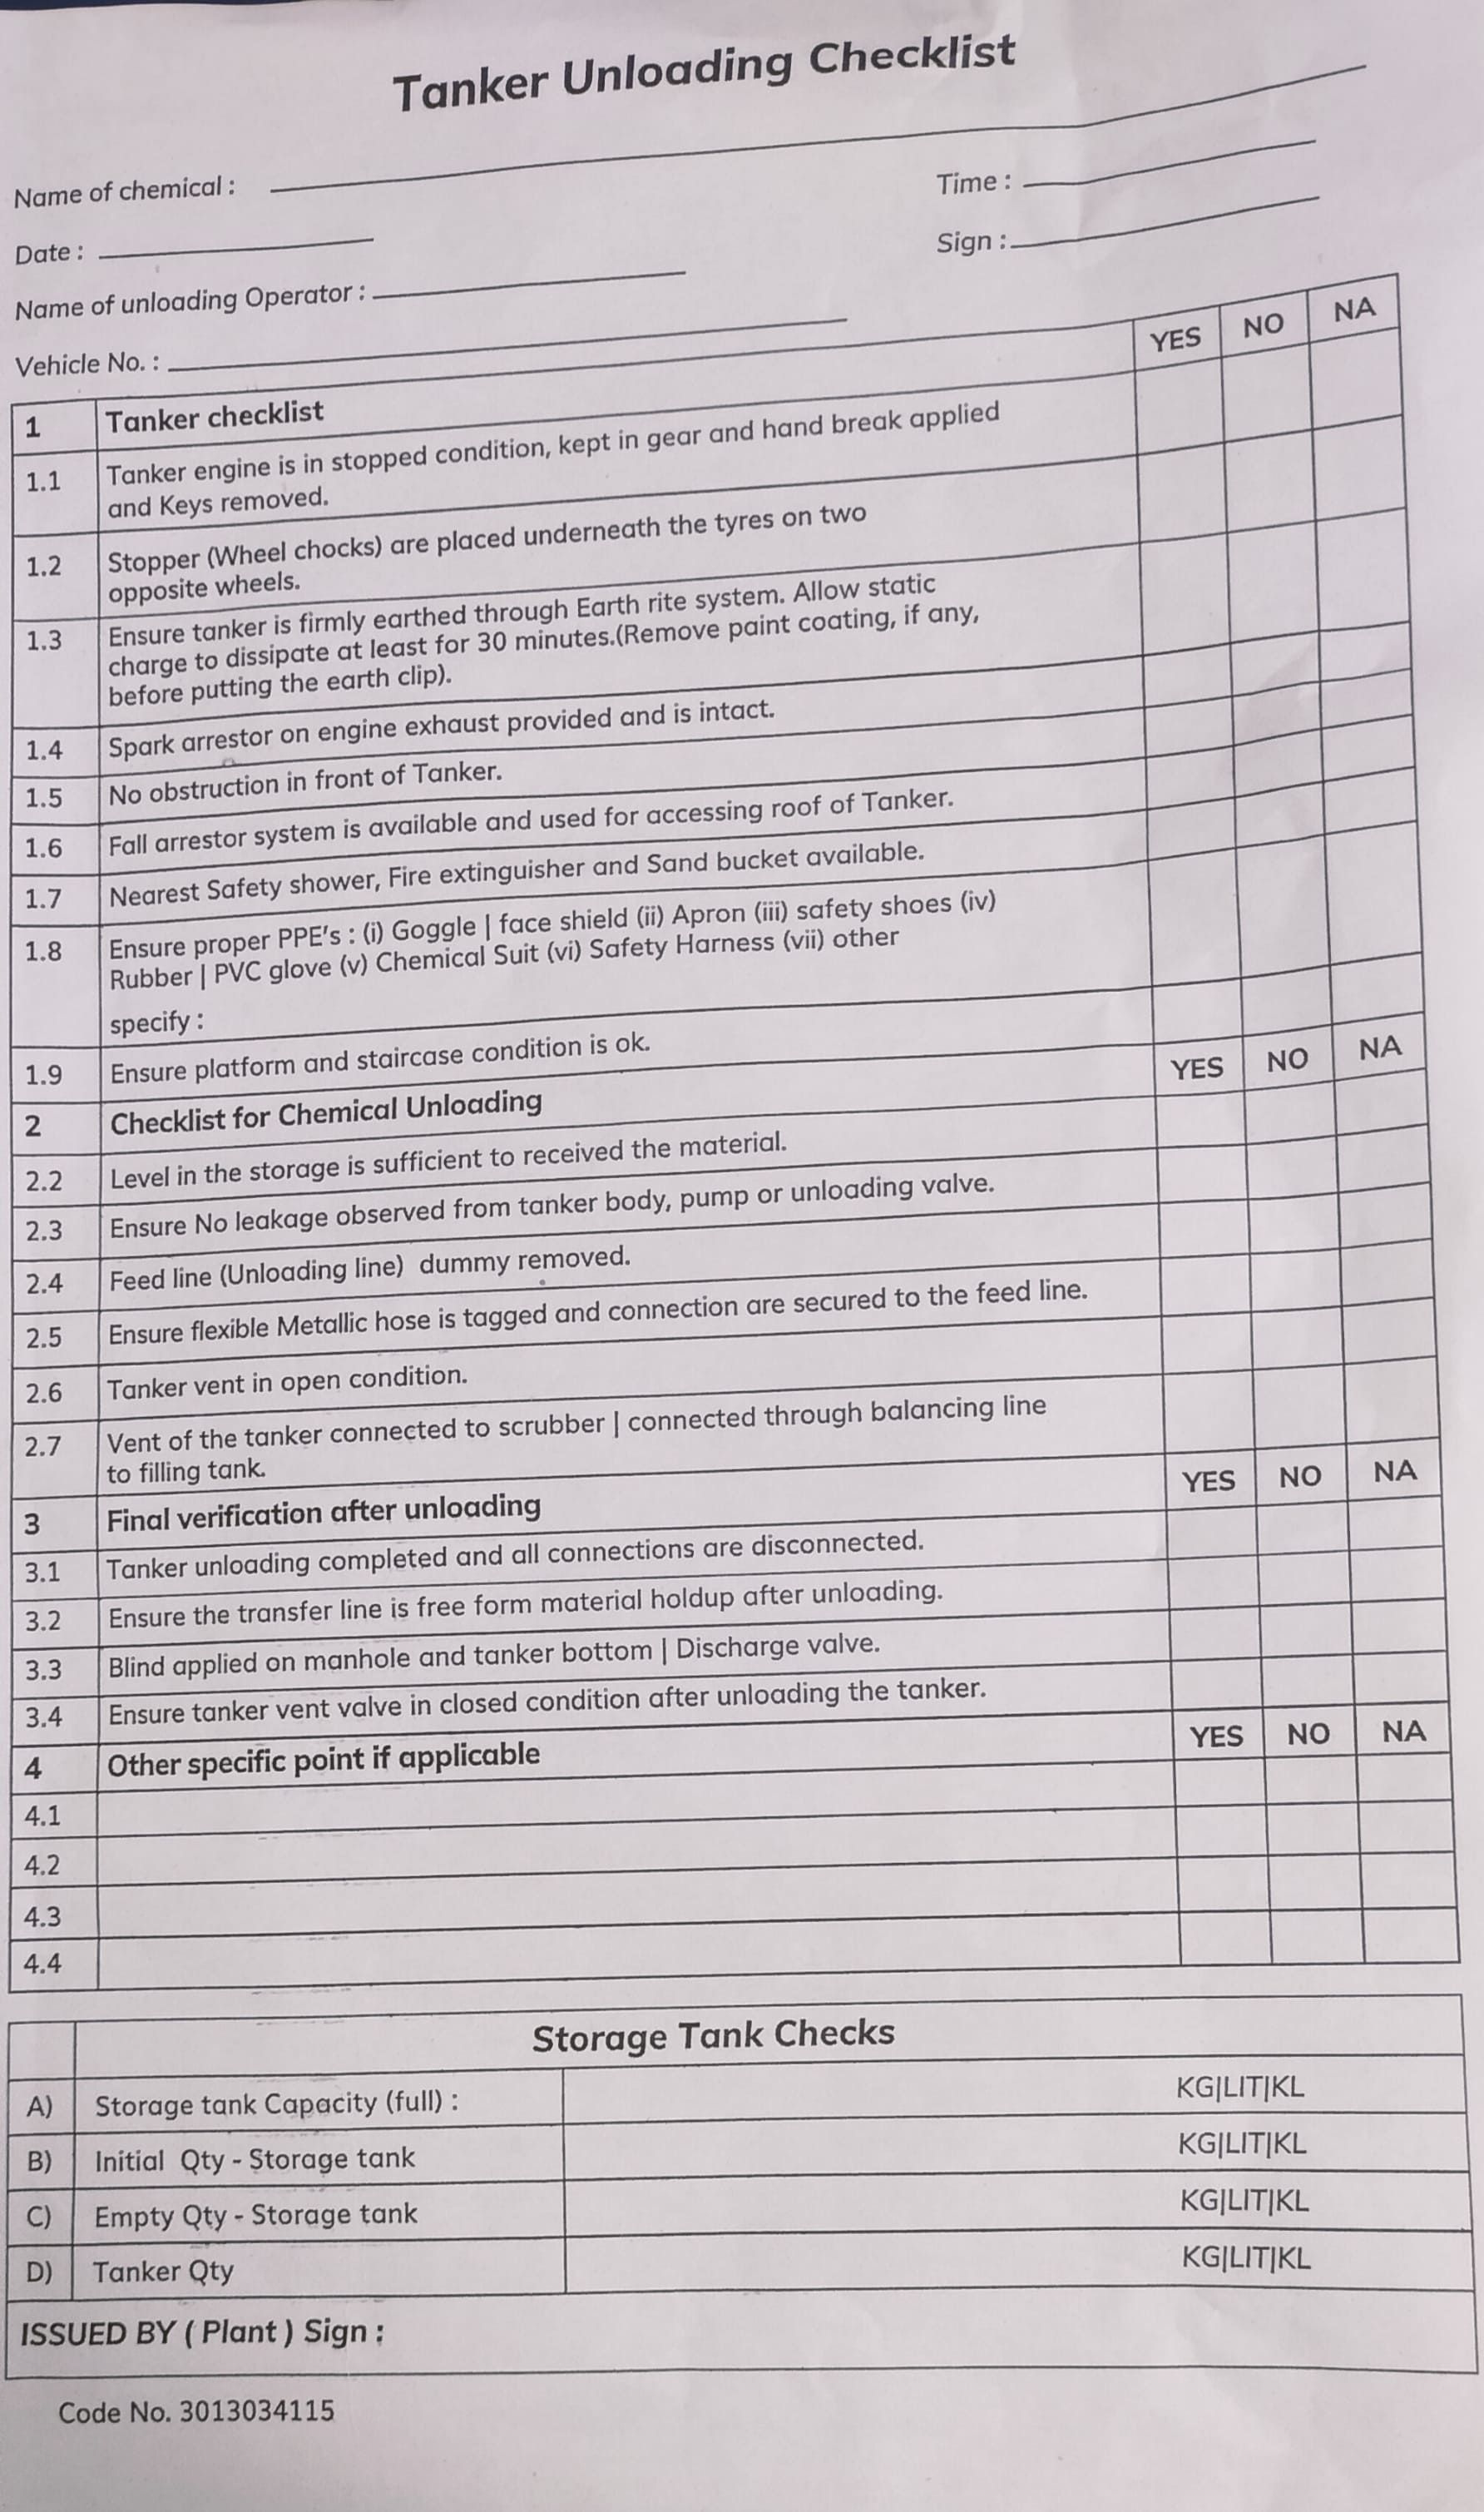 Tanker Unloading Checklist
Name of chemical :
Time :
Date :
Sign :
Name of unloading Operator :
Vehicle No. :
1 Tanker checklist YES NO NA
1.1 Tanker engine is in stopped condition, kept in gear and hand break applied
and Keys removed.
1.2 Stopper (Wheel chocks) are placed underneath the tyres on two
opposite wheels.
1.3 Ensure tanker is firmly earthed through Earth rite system. Allow static
charge to dissipate at least for 30 minutes.(Remove paint coating, if any,
before putting the earth clip).
1.4 Spark arrestor on engine exhaust provided and is intact.
1.5 No obstruction in front of Tanker.
1.6 Fall arrestor system is available and used for accessing roof of Tanker.
1.7 Nearest Safety shower, Fire extinguisher and Sand bucket available.
1.8 Ensure proper PPE's : (i) Goggle | face shield (ii) Apron (iii) safety shoes (iv)
Rubber | PVC glove (v) Chemical Suit (vi) Safety Harness (vii) other
specify :
1.9 Ensure platform and staircase condition is ok.
2 Checklist for Chemical Unloading YES NO NA
2.2 Level in the storage is sufficient to received the material.
2.3 Ensure No leakage observed from tanker body, pump or unloading valve.
2.4 Feed line (Unloading line) dummy removed.
2.5 Ensure flexible Metallic hose is tagged and connection are secured to the feed line.
2.6 Tanker vent in open condition.
2.7 Vent of the tanker connected to scrubber | connected through balancing line
to filling tank.
3 Final verification after unloading YES NO NA
3.1 Tanker unloading completed and all connections are disconnected.
3.2 Ensure the transfer line is free form material holdup after unloading.
3.3 Blind applied on manhole and tanker bottom | Discharge valve.
3.4 Ensure tanker vent valve in closed condition after unloading the tanker.
4 Other specific point if applicable YES NO NA
4.1
4.2
4.3
4.4
Storage Tank Checks
A) Storage tank Capacity (full) : KG|LIT|KL
B) Initial Qty - Storage tank KG|LIT|KL
C) Empty Qty - Storage tank KG|LIT|KL
D) Tanker Qty KG|LIT|KL
ISSUED BY ( Plant ) Sign :
Code No. 3013034115